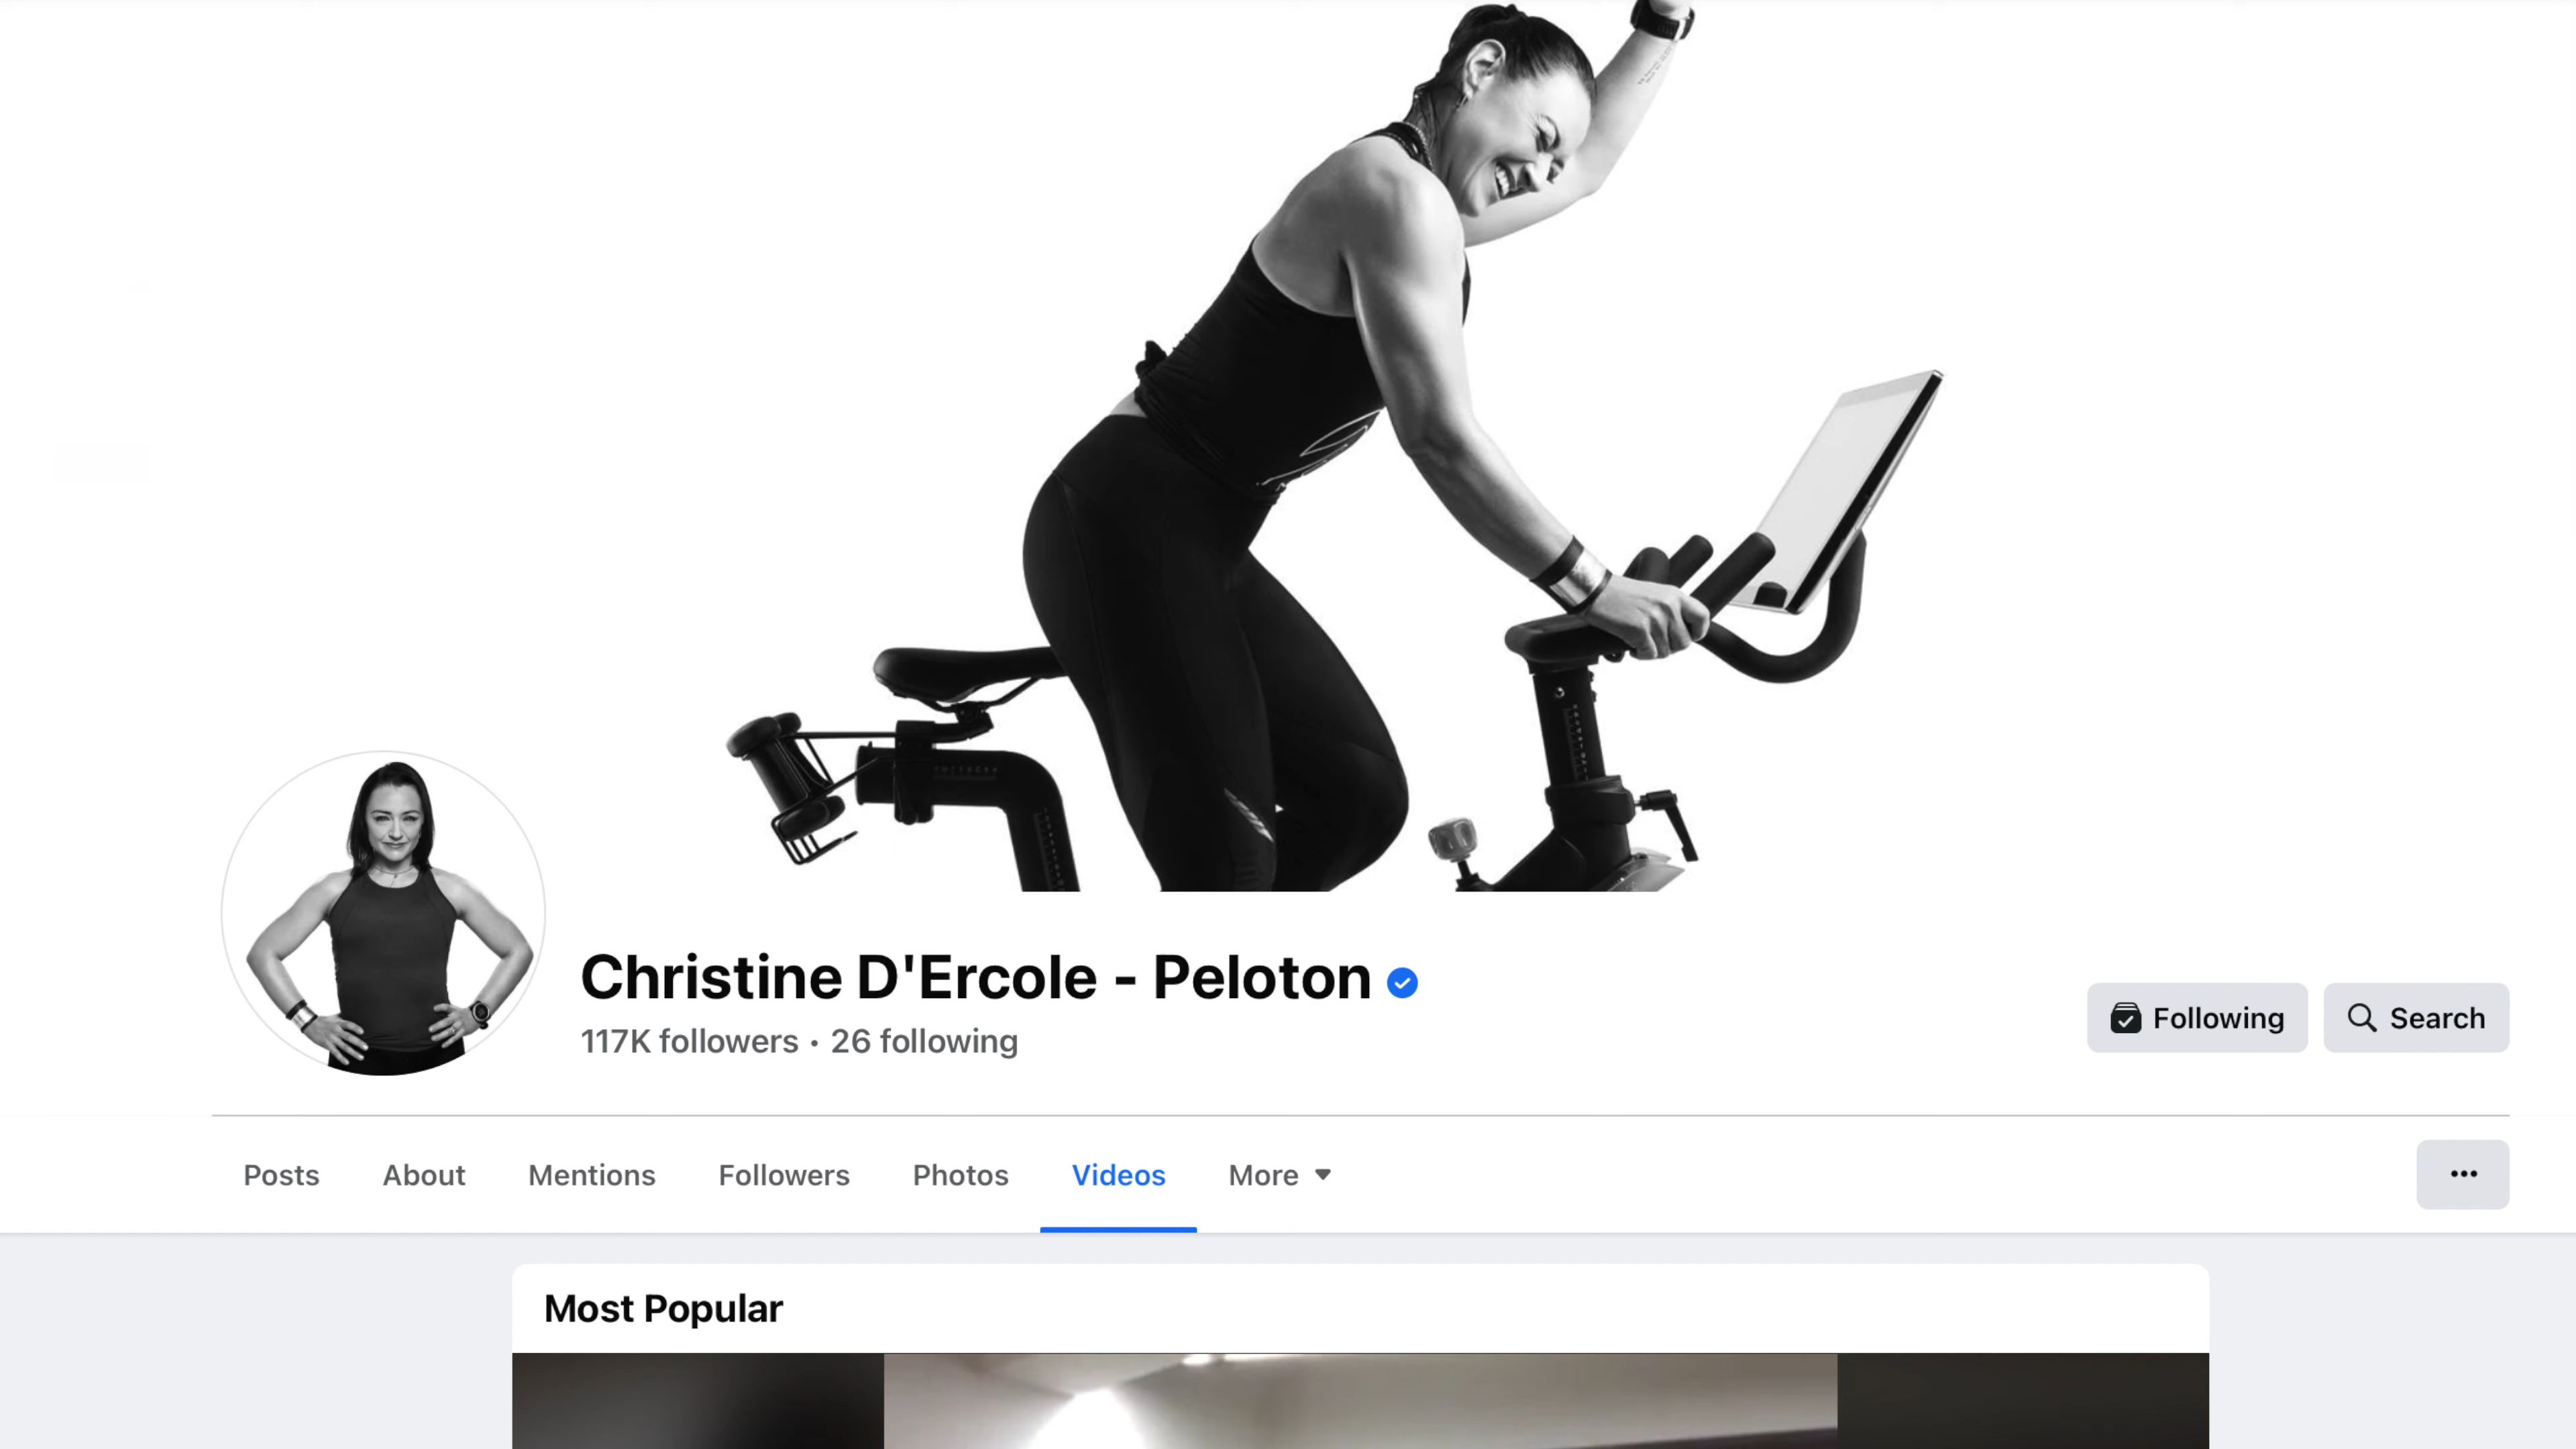 Christine D'Ercole - Peloton
117K followers • 26 following
Following
Search
Posts
About
Mentions
Followers
Photos
Videos
More
Most Popular